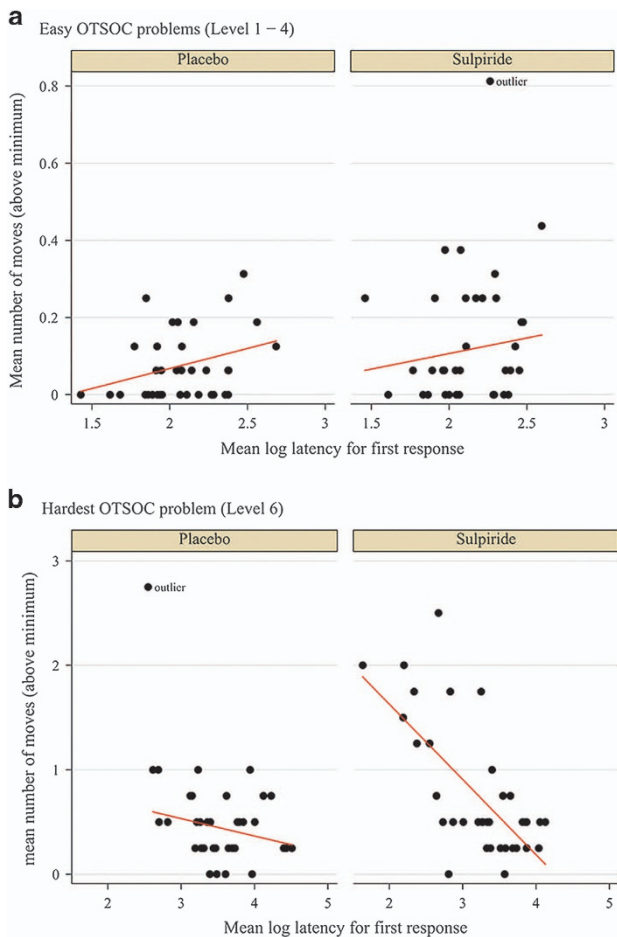 a
Easy OTSOC problems (Level 1 – 4)
Placebo
Sulpiride
Mean number of moves (above minimum)
0.8
0.6
0.4
0.2
0
outlier
1.5 2 2.5 3
1.5 2 2.5 3
Mean log latency for first response
b
Hardest OTSOC problem (Level 6)
Placebo
Sulpiride
mean number of moves (above minimum)
3
2
1
0
outlier
2 3 4 5
2 3 4 5
Mean log latency for first response